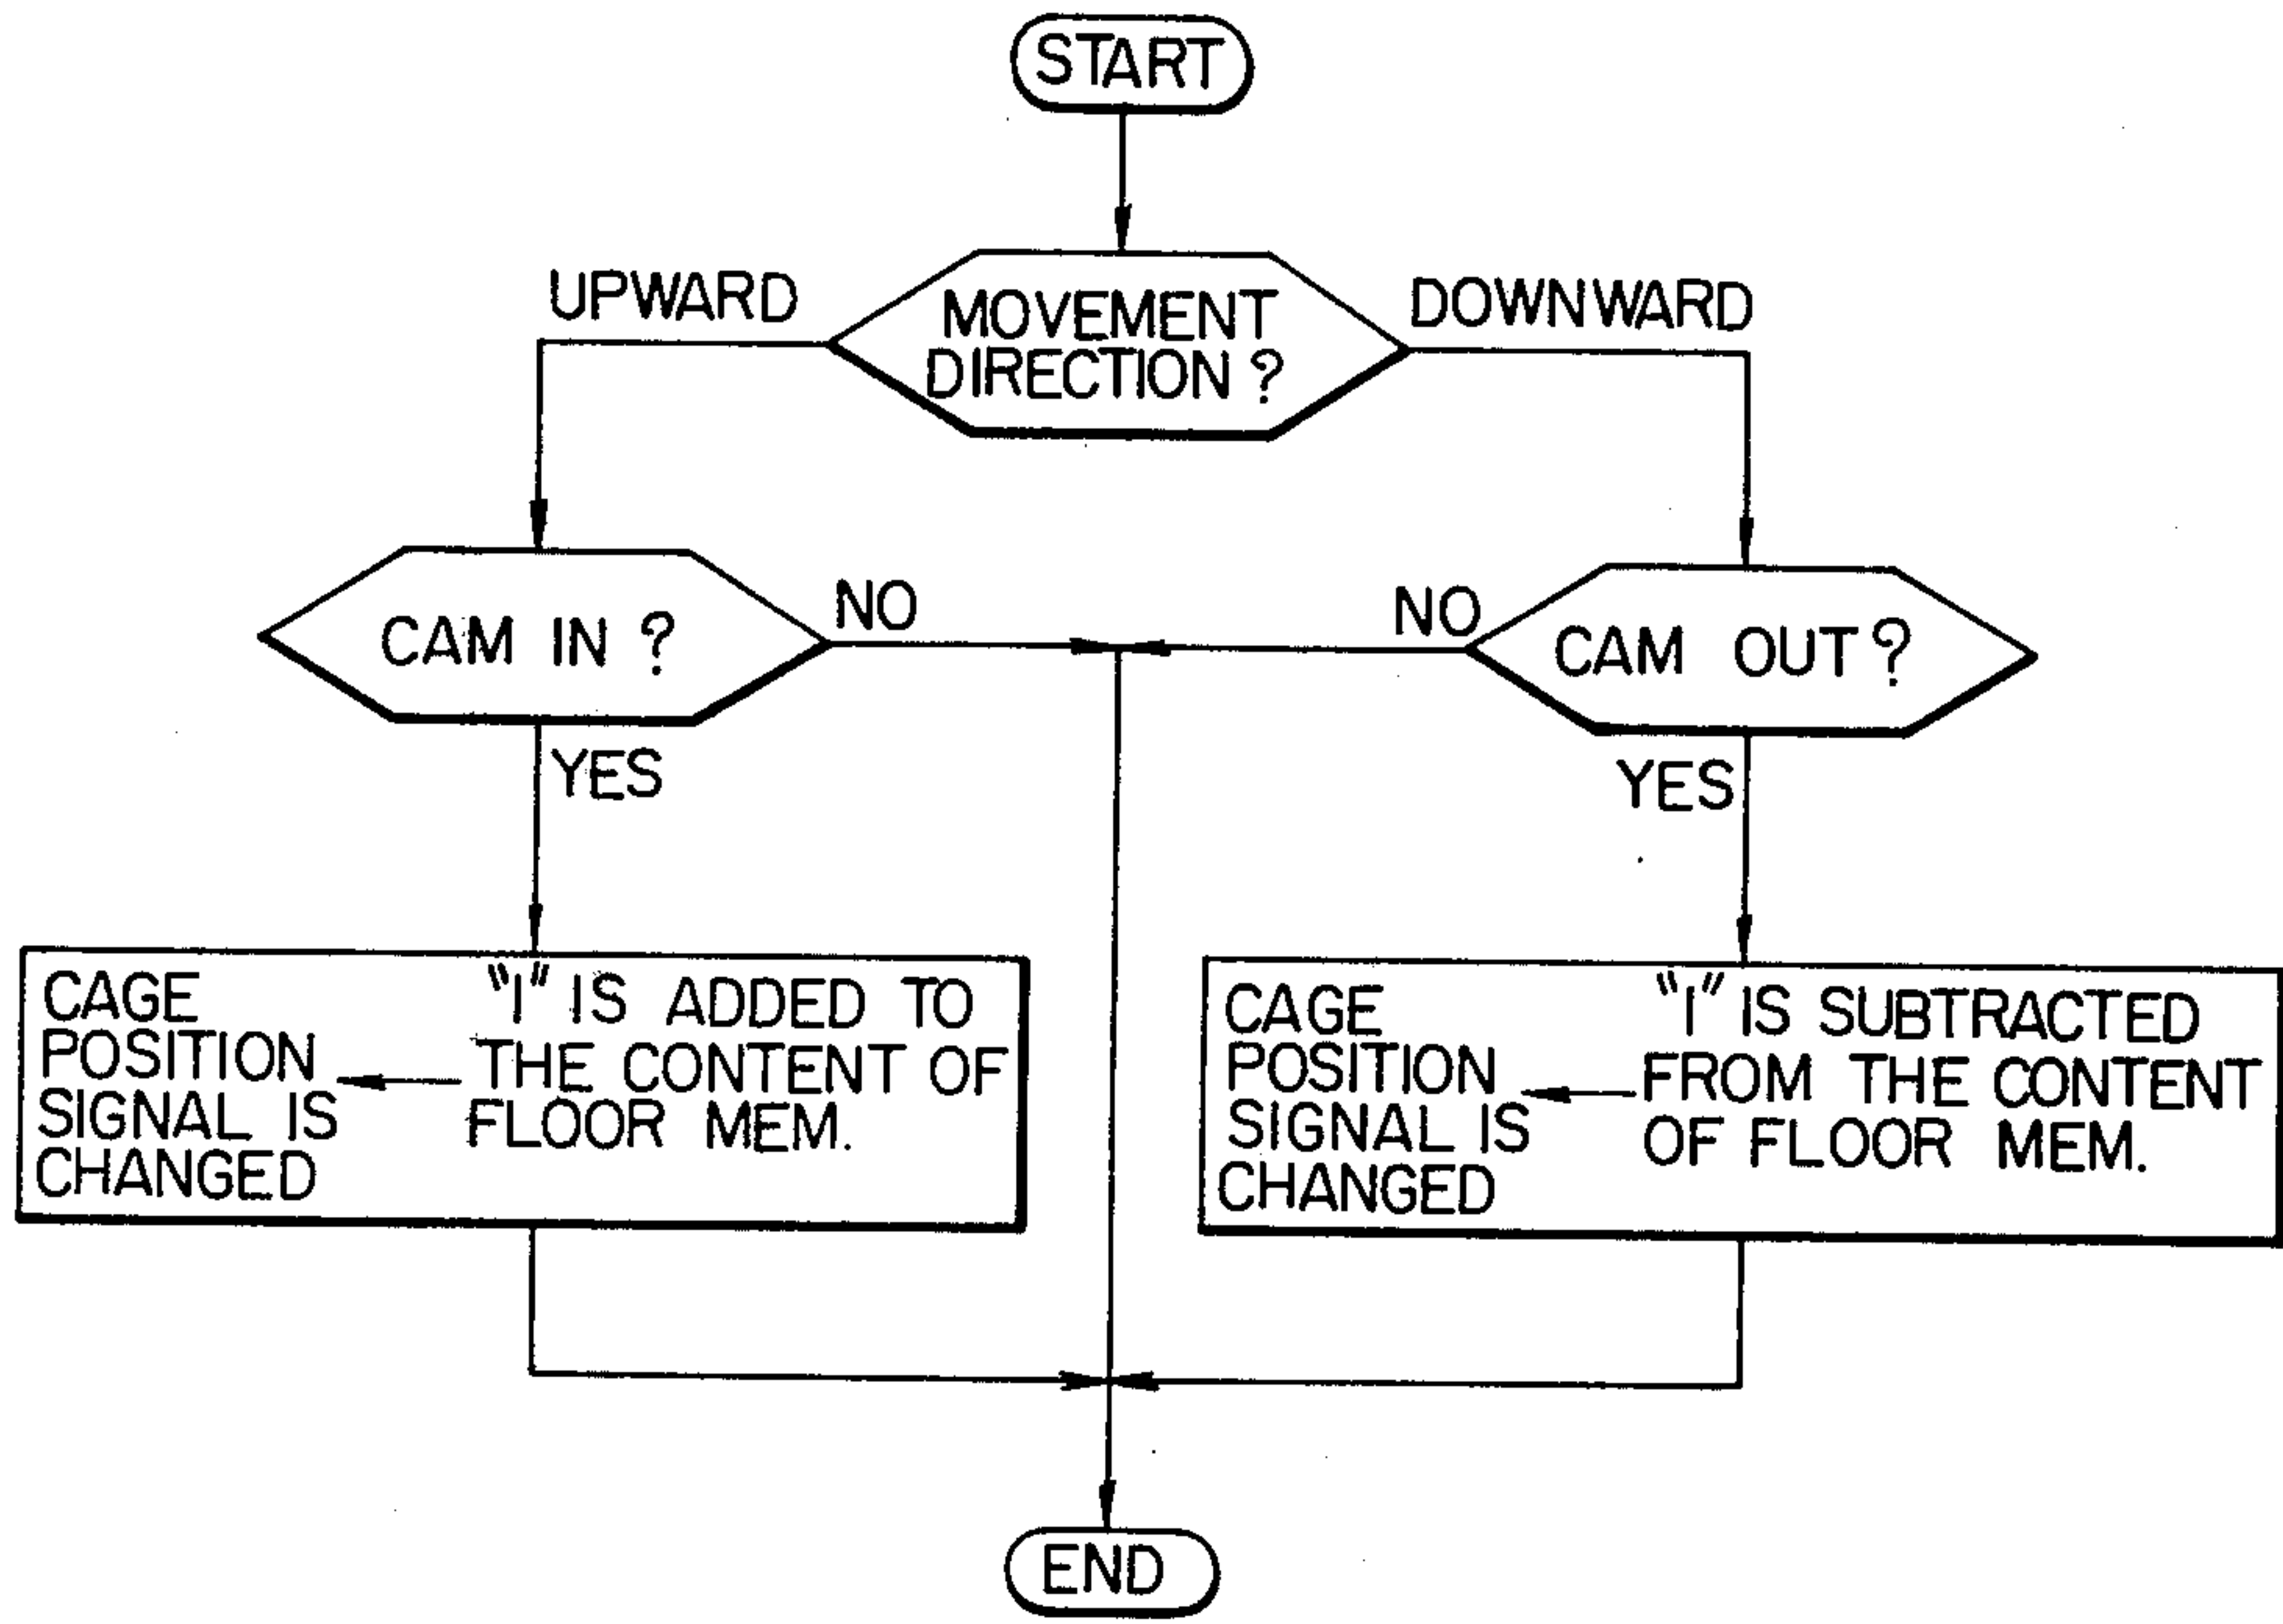 START
UPWARD
MOVEMENT
DIRECTION ?
DOWNWARD
CAM IN ?
NO
NO
CAM OUT ?
YES
YES
CAGE
POSITION
SIGNAL IS
CHANGED
"1" IS ADDED TO
THE CONTENT OF
FLOOR MEM.
CAGE
POSITION
SIGNAL IS
CHANGED
"1" IS SUBTRACTED
FROM THE CONTENT
OF FLOOR MEM.
END